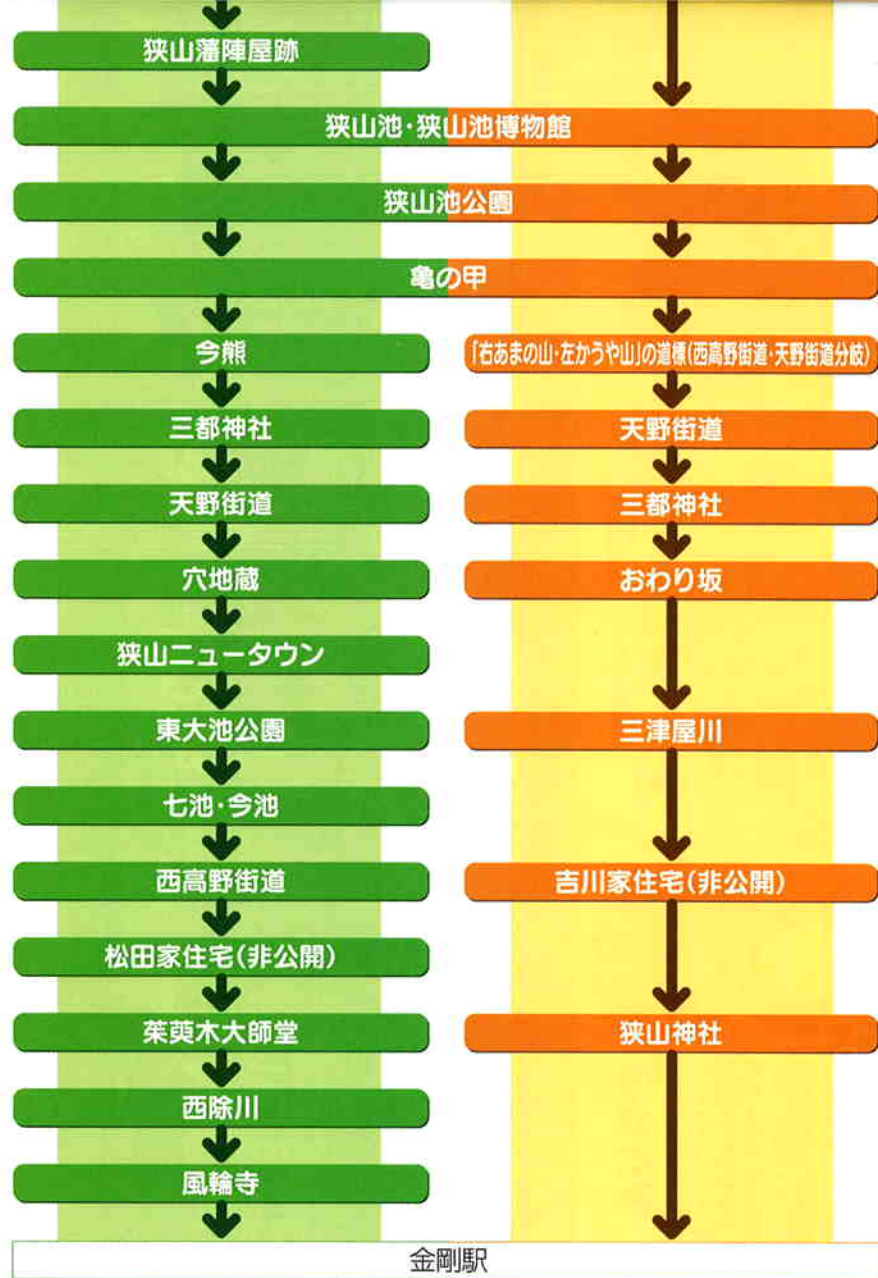 狭山藩陣屋跡
狭山池・狭山池博物館
狭山池公園
亀の甲
今熊
「右あまの山・左かうや山」の道標(西高野街道・天野街道分岐)
三都神社
天野街道
天野街道
三都神社
穴地蔵
おわり坂
狭山ニュータウン
東大池公園
三津屋川
七池・今池
西高野街道
吉川家住宅(非公開)
松田家住宅(非公開)
茱萸木大師堂
狭山神社
西除川
風輪寺
金剛駅